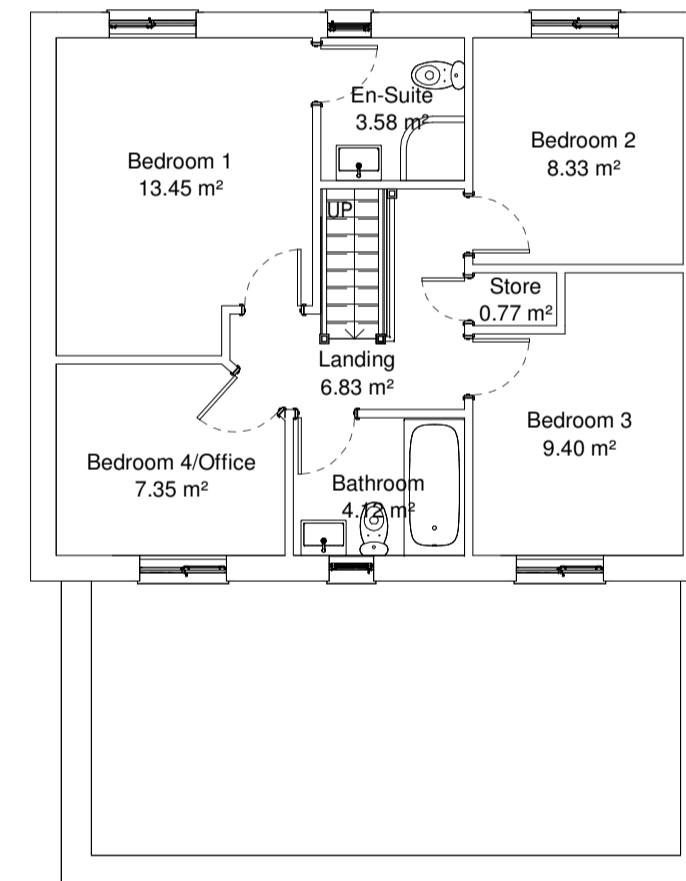 En-Suite
3.58 m²
Bedroom 2
8.33 m²
Bedroom 1
13.45 m²
UP
Store
0.77 m²
Landing
6.83 m²
Bedroom 3
9.40 m²
Bedroom 4/Office
7.35 m²
Bathroom
4.12 m²